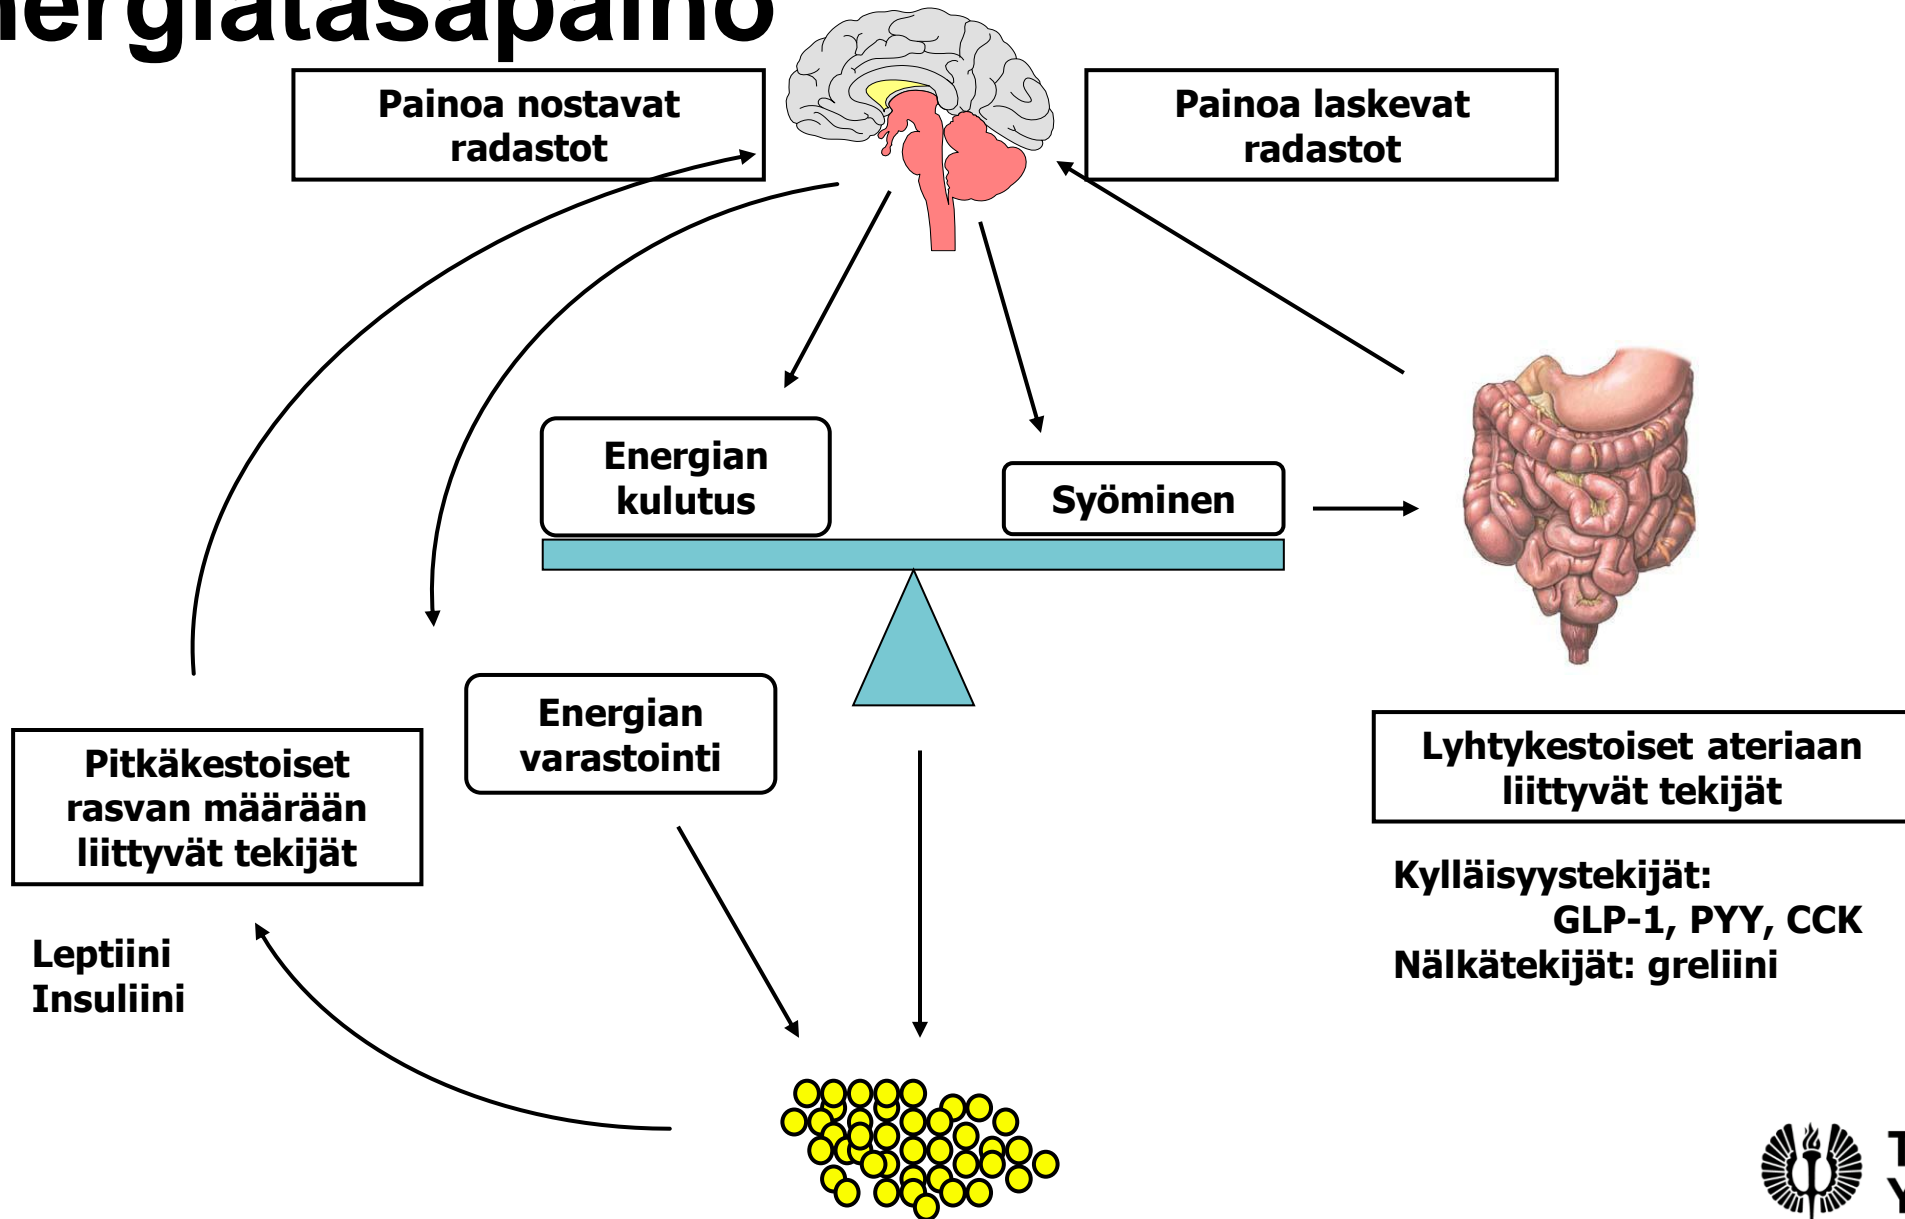 nergiatasapaino
Painoa nostavat
radastot
Painoa laskevat
radastot
Energian
kulutus
Syöminen
Energian
varastointi
Pitkäkestoiset
rasvan määrään
liittyvät tekijät
Leptiini
Insuliini
Lyhtykestoiset ateriaan
liittyvät tekijät
Kylläisyystekijät:
GLP-1, PYY, CCK
Nälkätekijät: greliini